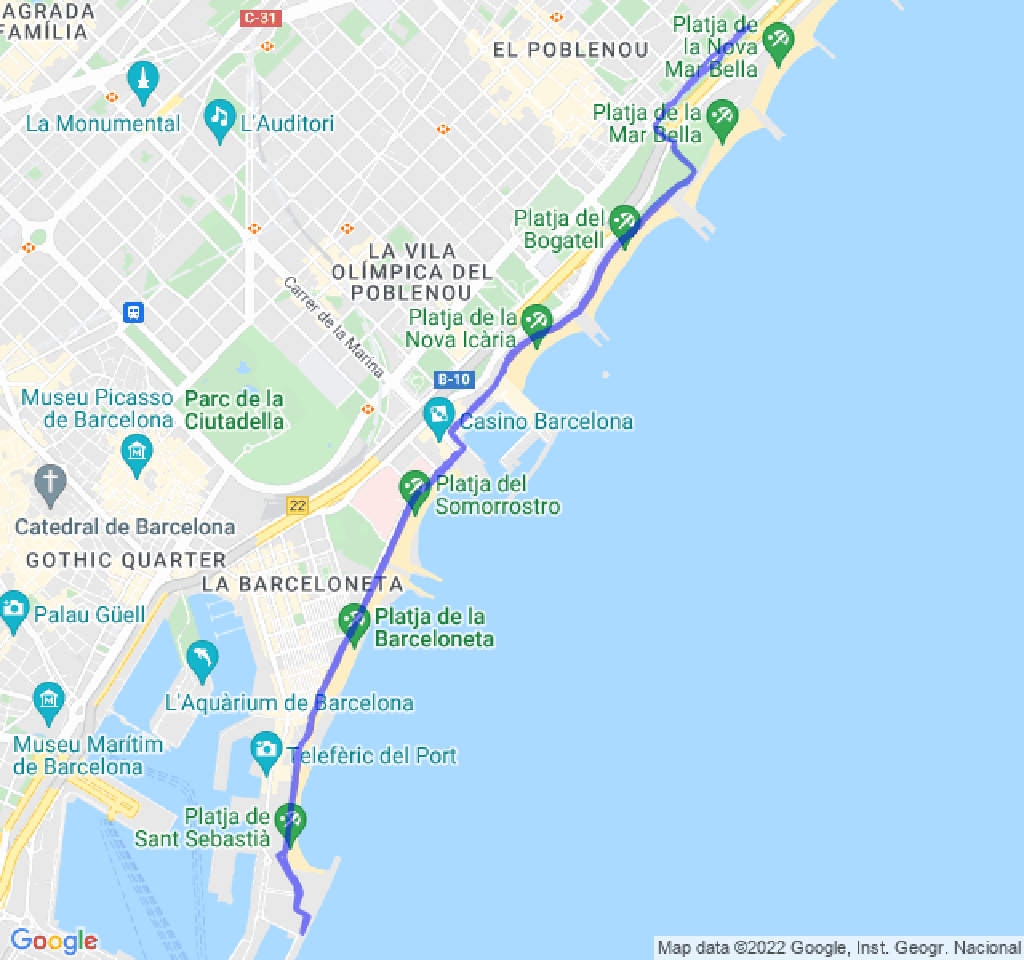 SAGRADA
FAMÍLIA
C-31
EL POBLENOU
Platja de
la Nova
Mar Bella
La Monumental
L'Auditori
Platja de la
Mar Bella
Platja del
Bogatell
LA VILA
OLÍMPICA DEL
POBLENOU
Carrer de la Marina
Platja de la
Nova Icària
B-10
Museu Picasso
de Barcelona
Parc de la
Ciutadella
Casino Barcelona
Platja del
Somorrostro
22
Catedral de Barcelona
GOTHIC QUARTER
LA BARCELONETA
Palau Güell
Platja de la
Barceloneta
L'Aquàrium de Barcelona
Museu Marítim
de Barcelona
Telefèric del Port
Platja de
Sant Sebastià
Google
Map data ©2022 Google, Inst. Geogr. Nacional